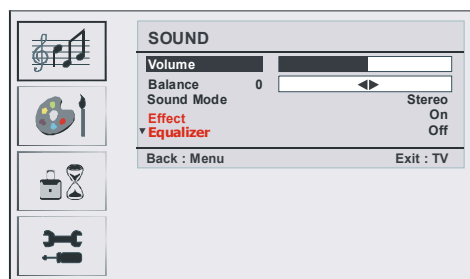 SOUND
Volume
Balance 0
Sound Mode Stereo
Effect On
Equalizer Off
Back : Menu Exit : TV